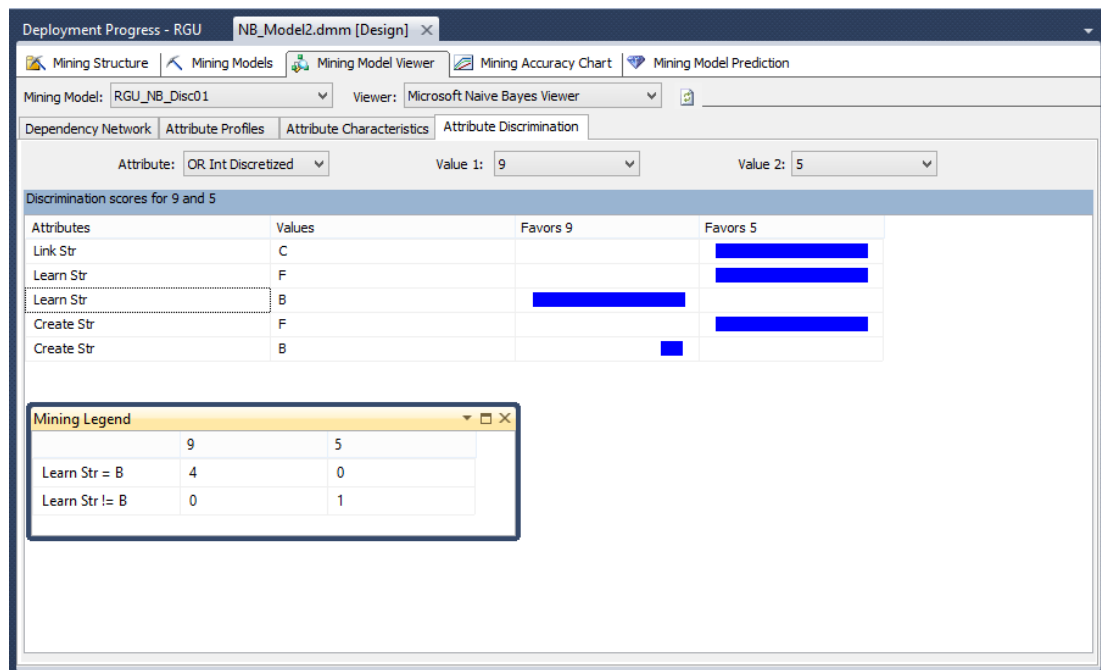 Deployment Progress - RGU NB_Model2.dmm [Design]
Mining Structure Mining Models Mining Model Viewer Mining Accuracy Chart Mining Model Prediction
Mining Model: RGU_NB_Disc01 Viewer: Microsoft Naive Bayes Viewer
Dependency Network Attribute Profiles Attribute Characteristics Attribute Discrimination
Attribute: OR Int Discretized Value 1: 9 Value 2: 5
Discrimination scores for 9 and 5
Attributes Values Favors 9 Favors 5
Link Str C
Learn Str F
Learn Str B
Create Str F
Create Str B
Mining Legend
9 5
Learn Str = B 4 0
Learn Str != B 0 1